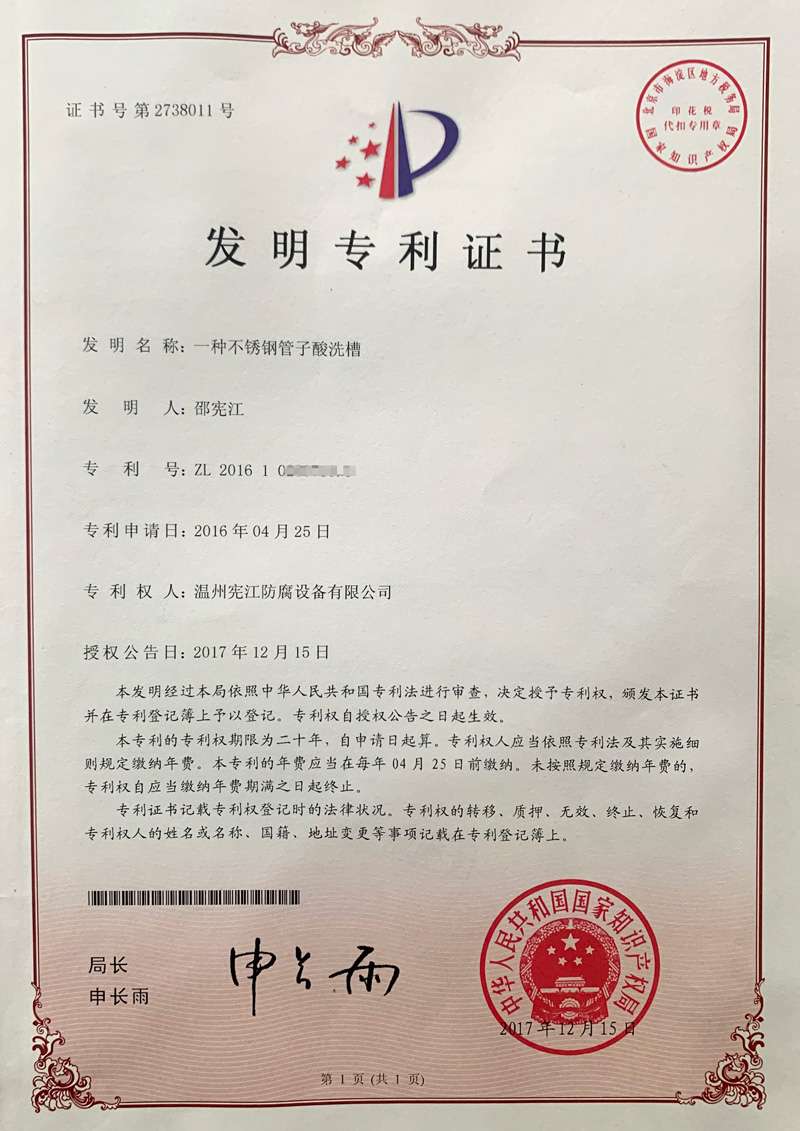 证书号第2738011号
北京市海淀区地方税务局
印花税
代扣专用章
国家知识产权局
发明专利证书
发明名称：一种不锈钢管子酸洗槽
发明人：邵宪江
专利号：ZL 2016 1 0
专利申请日：2016年04月25日
专利权人：温州宪江防腐设备有限公司
授权公告日：2017年12月15日
本发明经过本局依照中华人民共和国专利法进行审查，决定授予专利权，颁发本证书
并在专利登记簿上予以登记。专利权自授权公告之日起生效。
本专利的专利权期限为二十年，自申请日起算。专利权人应当依照专利法及其实施细
则规定缴纳年费。本专利的年费应当在每年04月25日前缴纳。未按照规定缴纳年费的，
专利权自应当缴纳年费期满之日起终止。
专利证书记载专利权登记时的法律状况。专利权的转移、质押、无效、终止、恢复和
专利权人的姓名或名称、国籍、地址变更等事项记载在专利登记簿上。
局长
申长雨
申长雨
中华人民共和国国家知识产权局
2017年12月15日
第1页(共1页)